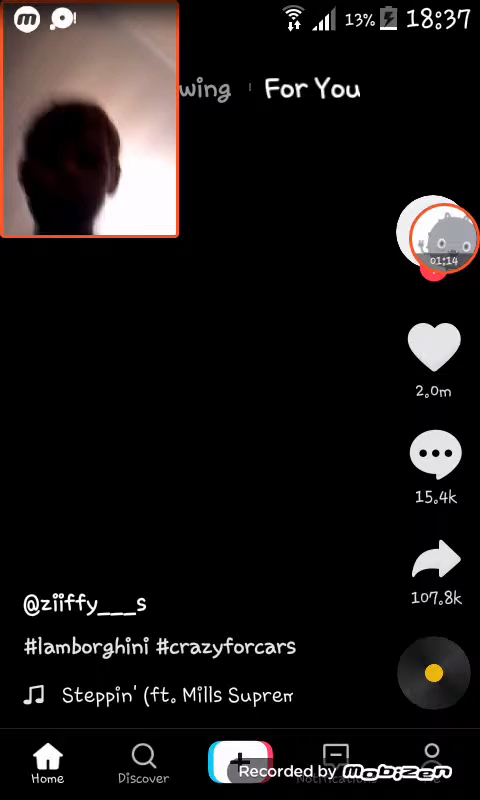 13% 18:37
wing For You
01:14
2.0m
15.4k
107.8k
@ziiffy___s
#lamborghini #crazyforcars
Steppin' (ft. Mills Suprem
Home Discover
Recorded by Mobizen